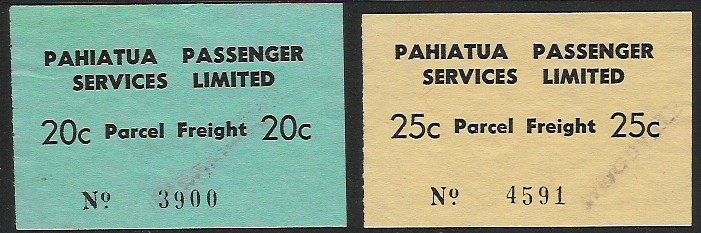 PAHIATUA PASSENGER
SERVICES LIMITED
20c Parcel Freight 20c
Nº 3900
PAHIATUA PASSENGER
SERVICES LIMITED
25c Parcel Freight 25c
Nº 4591